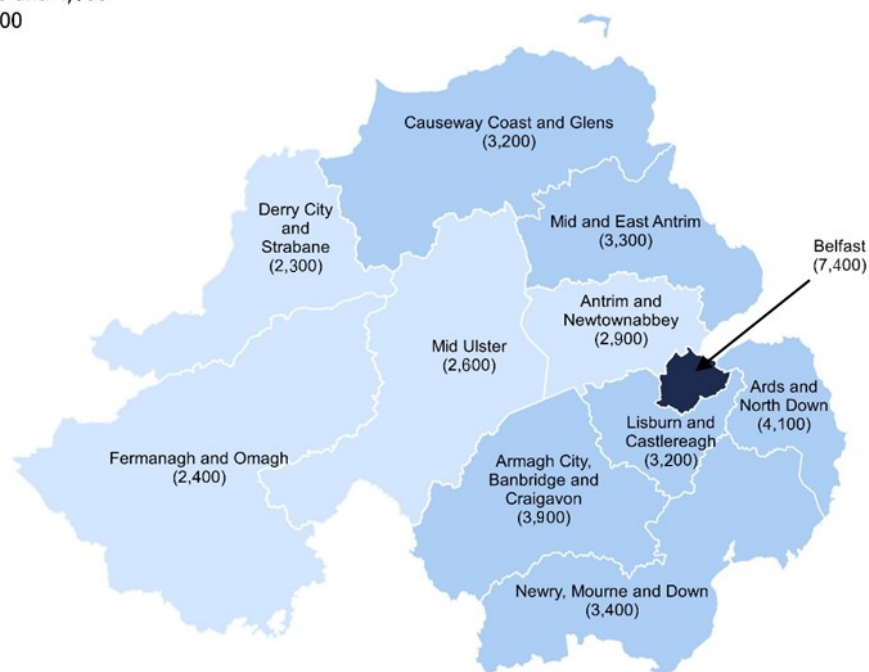 00
Causeway Coast and Glens
(3,200)
Derry City
and
Strabane
(2,300)
Mid and East Antrim
(3,300)
Belfast
(7,400)
Antrim and
Newtownabbey
(2,900)
Mid Ulster
(2,600)
Ards and
North Down
(4,100)
Lisburn and
Castlereagh
(3,200)
Fermanagh and Omagh
(2,400)
Armagh City,
Banbridge and
Craigavon
(3,900)
Newry, Mourne and Down
(3,400)